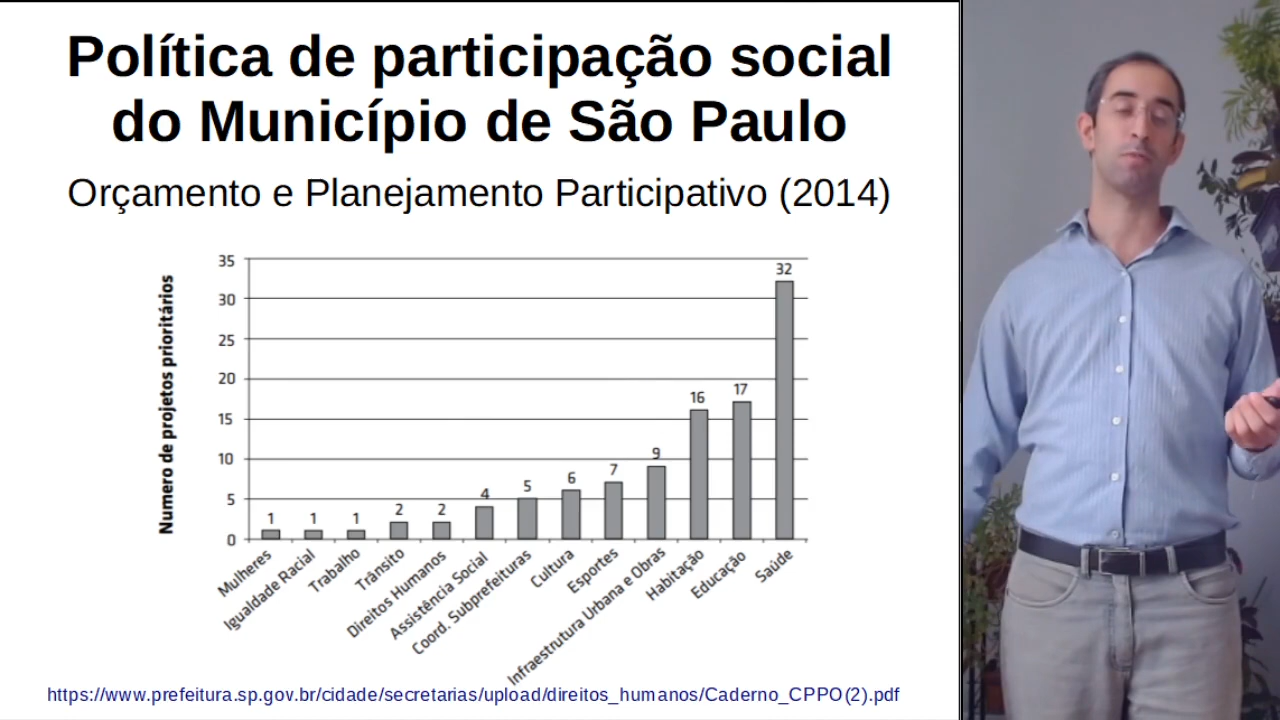 Política de participação social
do Município de São Paulo
Orçamento e Planejamento Participativo (2014)
Numero de projetos prioritários
35
30
25
20
15
10
5
0
1
1
1
2
2
4
5
6
7
9
16
17
32
Mulheres
Igualdade Racial
Trabalho
Trânsito
Direitos Humanos
Assistência Social
Coord. Subprefeituras
Cultura
Esportes
Infraestrutura Urbana e Obras
Habitação
Educação
Saúde
https://www.prefeitura.sp.gov.br/cidade/secretarias/upload/direitos_humanos/Caderno_CPPO(2).pdf